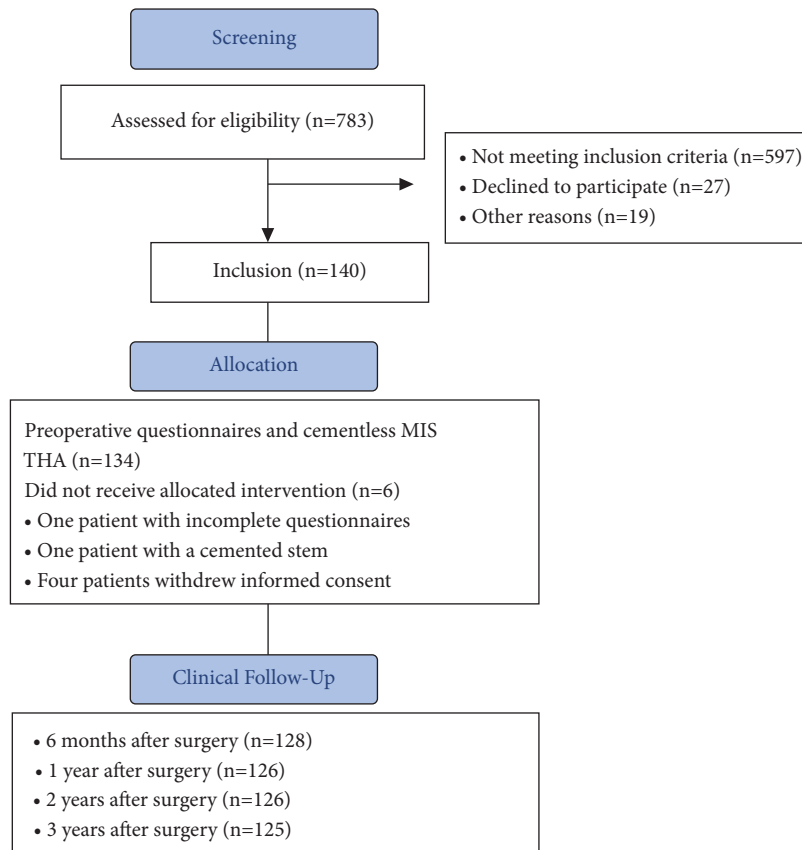 Screening
Assessed for eligibility (n=783)
• Not meeting inclusion criteria (n=597)
• Declined to participate (n=27)
• Other reasons (n=19)
Inclusion (n=140)
Allocation
Preoperative questionnaires and cementless MIS
THA (n=134)
Did not receive allocated intervention (n=6)
• One patient with incomplete questionnaires
• One patient with a cemented stem
• Four patients withdrew informed consent
Clinical Follow-Up
• 6 months after surgery (n=128)
• 1 year after surgery (n=126)
• 2 years after surgery (n=126)
• 3 years after surgery (n=125)